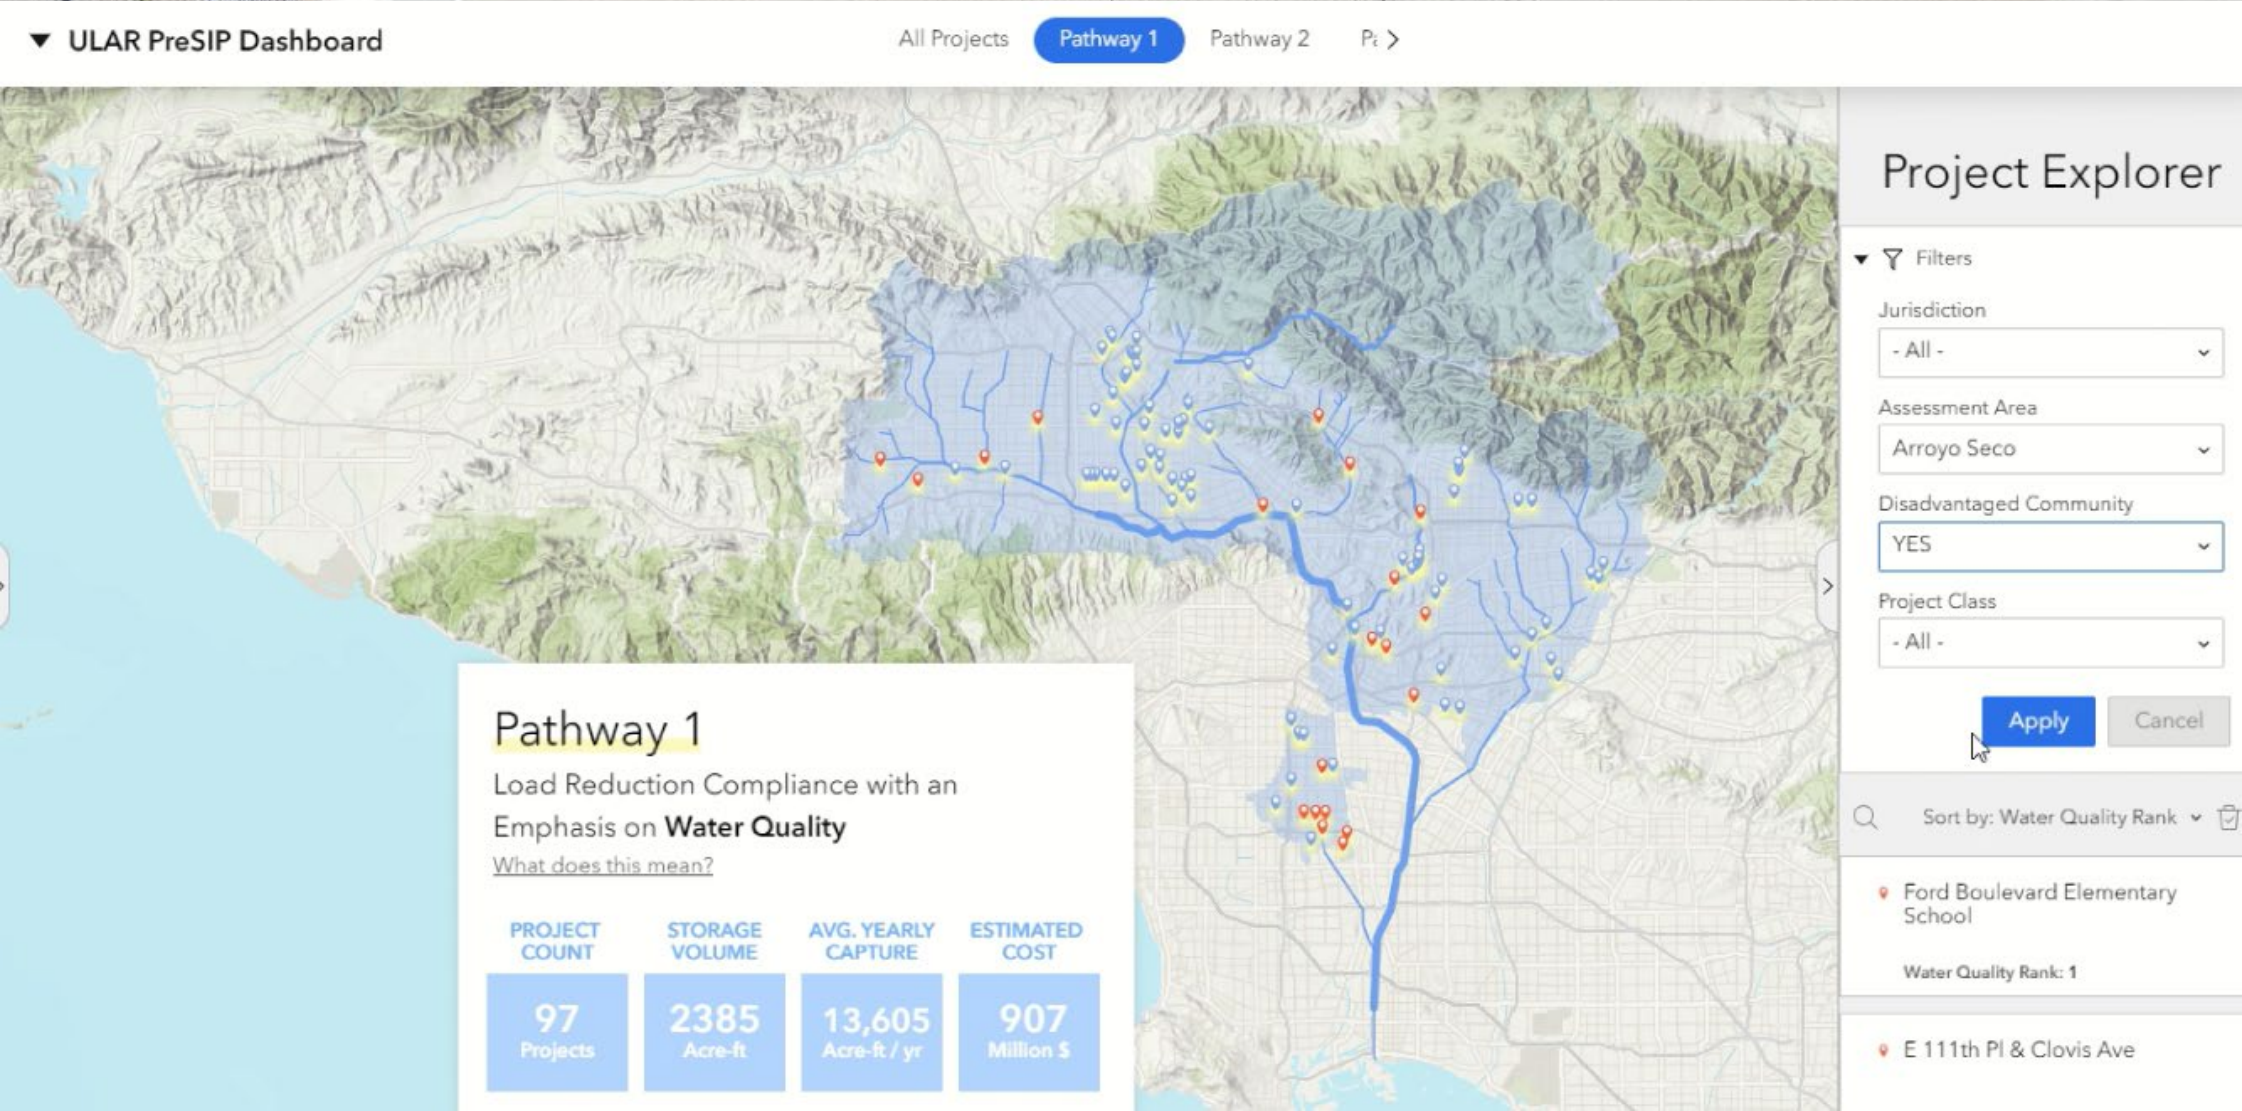 ULAR PreSIP Dashboard
All Projects
Pathway 1
Pathway 2
Project Explorer
Filters
Jurisdiction
- All -
Assessment Area
Arroyo Seco
Disadvantaged Community
YES
Project Class
- All -
Apply
Cancel
Sort by: Water Quality Rank
Ford Boulevard Elementary
School
Water Quality Rank: 1
E 111th Pl & Clovis Ave
Pathway 1
Load Reduction Compliance with an
Emphasis on Water Quality
What does this mean?
PROJECT
COUNT
97
Projects
STORAGE
VOLUME
2385
Acre-ft
AVG. YEARLY
CAPTURE
13,605
Acre-ft / yr
ESTIMATED
COST
907
Million $